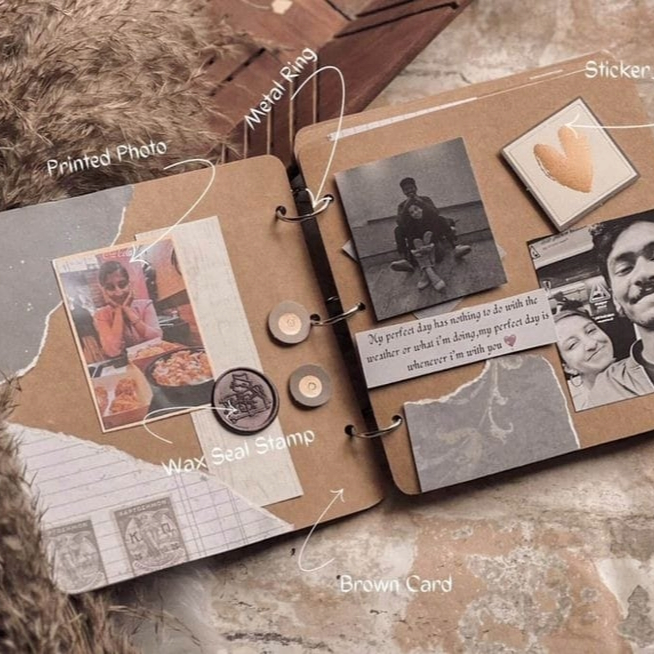 Metal Ring
Sticker
Printed Photo
My perfect day has nothing to do with the
weather or what i'm doing,my perfect day is
whenever i'm with you
Wax Seal Stamp
Brown Card